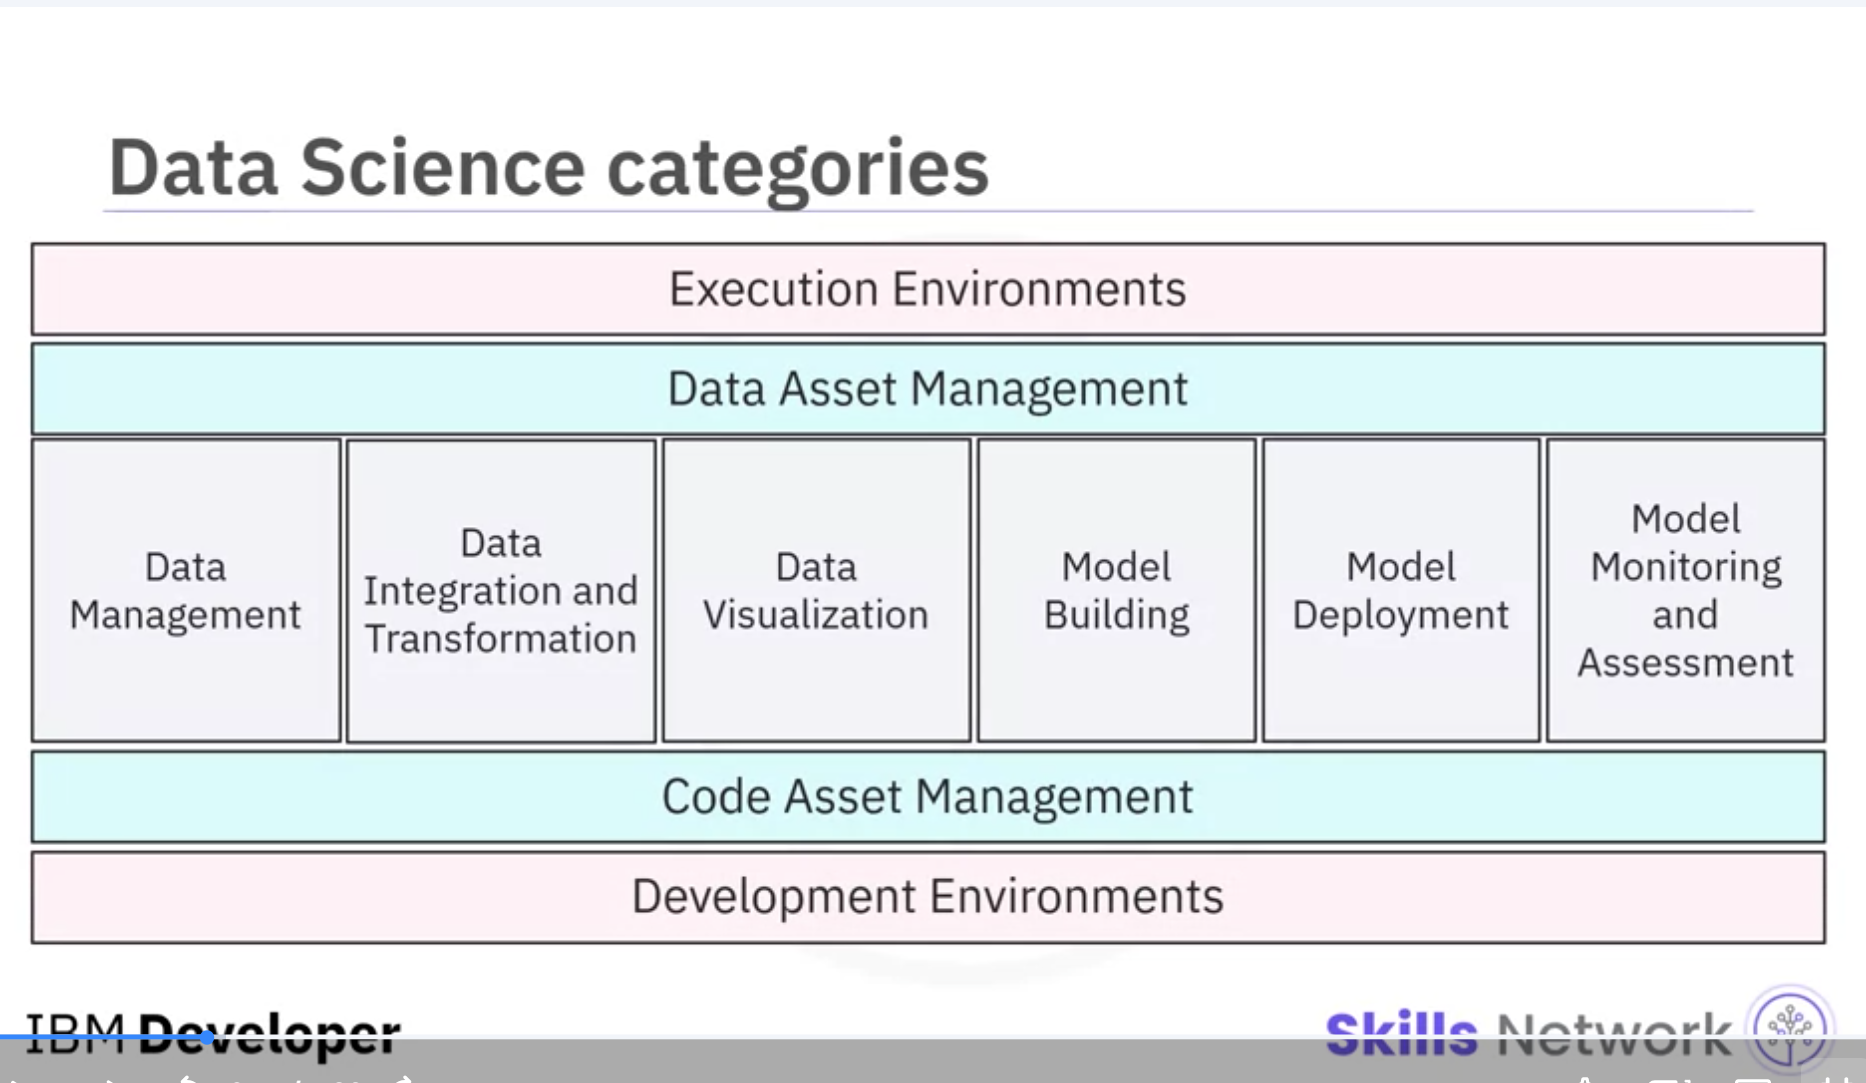 Data Science categories
Execution Environments
Data Asset Management
Data
Management
Data
Integration and
Transformation
Data
Visualization
Model
Building
Model
Deployment
Model
Monitoring
and
Assessment
Code Asset Management
Development Environments
IBM Developer
Skills Network